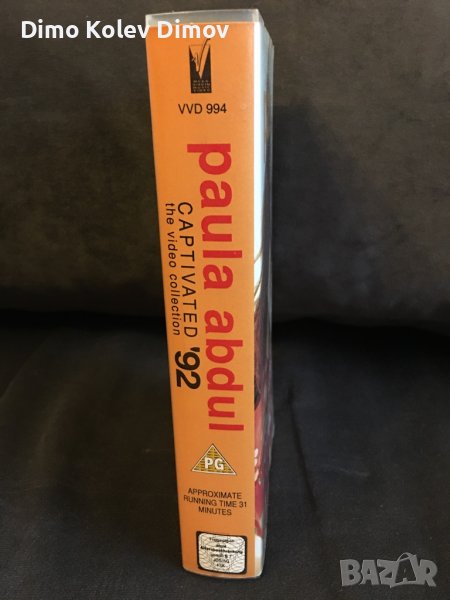 Dimo Kolev Dimov
VVD 994
paula abdul
CAPTIVATED '92
the video collection
PG
APPROXIMATE
RUNNING TIME 31
MINUTES
BAZAR